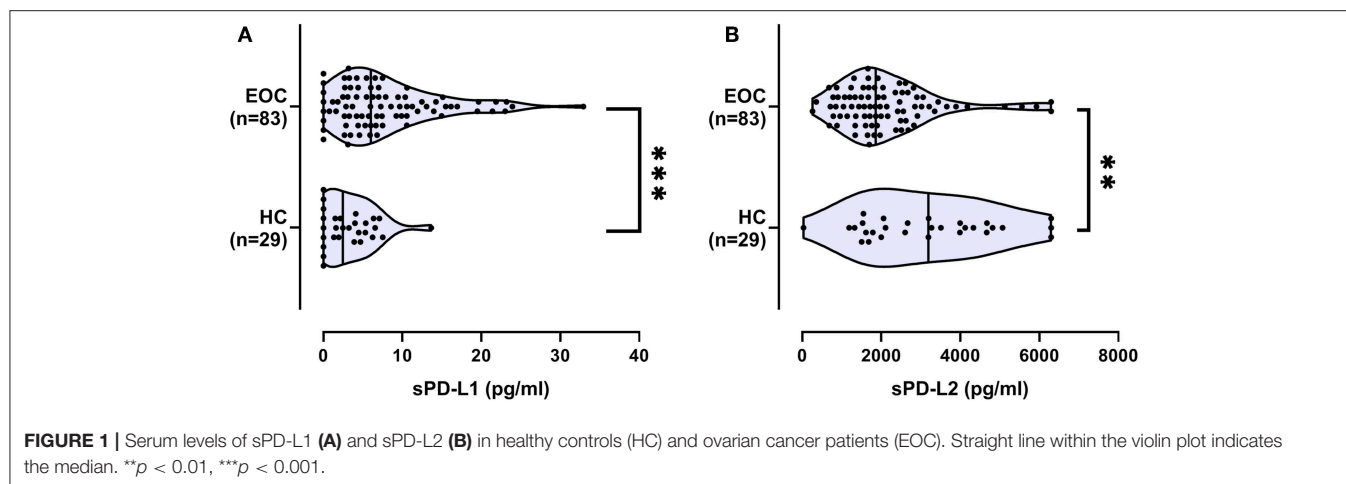 A
EOC
(n=83)
HC
(n=29)
***
0 10 20 30 40
sPD-L1 (pg/ml)
B
EOC
(n=83)
HC
(n=29)
**
0 2000 4000 6000 8000
sPD-L2 (pg/ml)
FIGURE 1 | Serum levels of sPD-L1 (A) and sPD-L2 (B) in healthy controls (HC) and ovarian cancer patients (EOC). Straight line within the violin plot indicates
the median. **p < 0.01, ***p < 0.001.